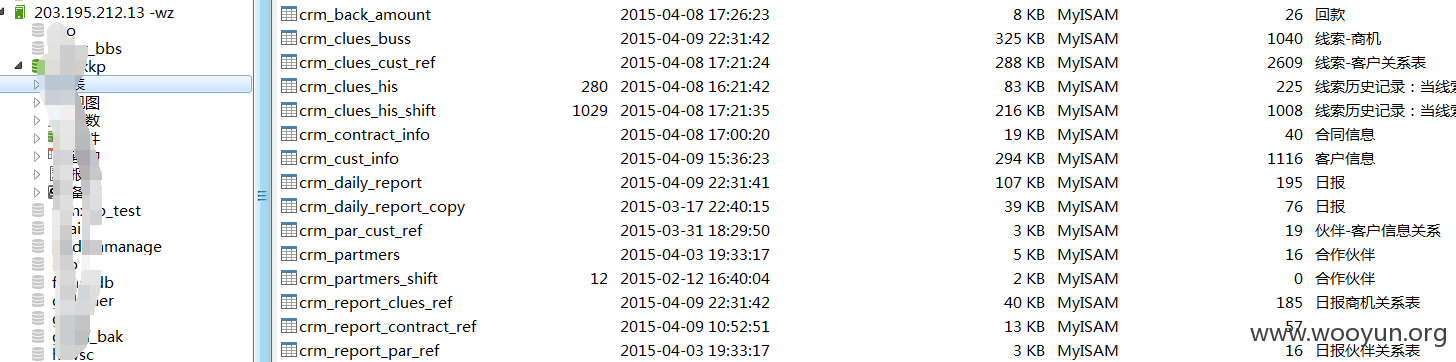 203.195.212.13 -wz
_bbs
kkp
_test
manage
_bak
crm_back_amount 2015-04-08 17:26:23 8 KB MyISAM 26 回款
crm_clues_buss 2015-04-09 22:31:42 325 KB MyISAM 1040 线索-商机
crm_clues_cust_ref 2015-04-08 17:21:24 288 KB MyISAM 2609 线索-客户关系表
crm_clues_his 280 2015-04-08 16:21:42 83 KB MyISAM 225 线索历史记录：当线索
crm_clues_his_shift 1029 2015-04-08 17:21:35 216 KB MyISAM 1008 线索历史记录：当线索
crm_contract_info 2015-04-08 17:00:20 19 KB MyISAM 40 合同信息
crm_cust_info 2015-04-09 15:36:23 294 KB MyISAM 1116 客户信息
crm_daily_report 2015-04-09 22:31:41 107 KB MyISAM 195 日报
crm_daily_report_copy 2015-03-17 22:40:15 39 KB MyISAM 76 日报
crm_par_cust_ref 2015-03-31 18:29:50 3 KB MyISAM 19 伙伴-客户信息关系
crm_partmers 2015-04-03 19:33:17 5 KB MyISAM 16 合作伙伴
crm_partmers_shift 12 2015-02-12 16:40:04 2 KB MyISAM 0 合作伙伴
crm_report_clues_ref 2015-04-09 22:31:42 40 KB MyISAM 185 日报商机关系表
crm_report_contract_ref 2015-04-09 10:52:51 13 KB MyISAM 57
crm_report_par_ref 2015-04-03 19:33:17 3 KB MyISAM 16 日报伙伴关系表
www.wooyun.org